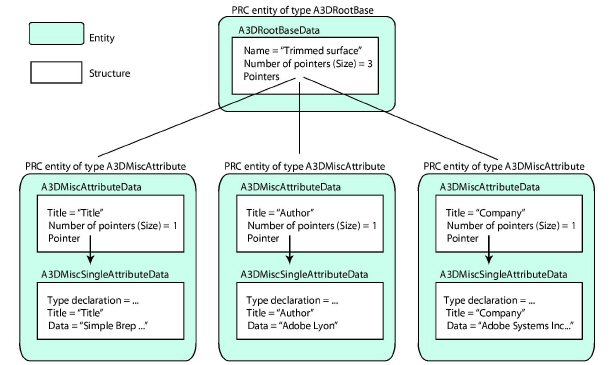 PRC entity of type A3DRootBase
Entity
Structure
A3DRootBaseData
Name = “Trimmed surface”
Number of pointers (Size) = 3
Pointers
PRC entity of type A3DMiscAttribute
A3DMiscAttributeData
Title = “Title”
Number of pointers (Size) = 1
Pointer
A3DMiscSingleAttributeData
Type declaration = ...
Title = “Title”
Data = “Simple Brep ...”
PRC entity of type A3DMiscAttribute
A3DMiscAttributeData
Title = “Author”
Number of pointers (Size) = 1
Pointer
A3DMiscSingleAttributeData
Type declaration = ...
Title = “Author”
Data = “Adobe Lyon”
PRC entity of type A3DMiscAttribute
A3DMiscAttributeData
Title = “Company”
Number of pointers (Size) = 1
Pointer
A3DMiscSingleAttributeData
Type declaration = ...
Title = “Company”
Data = “Adobe Systems Inc...”